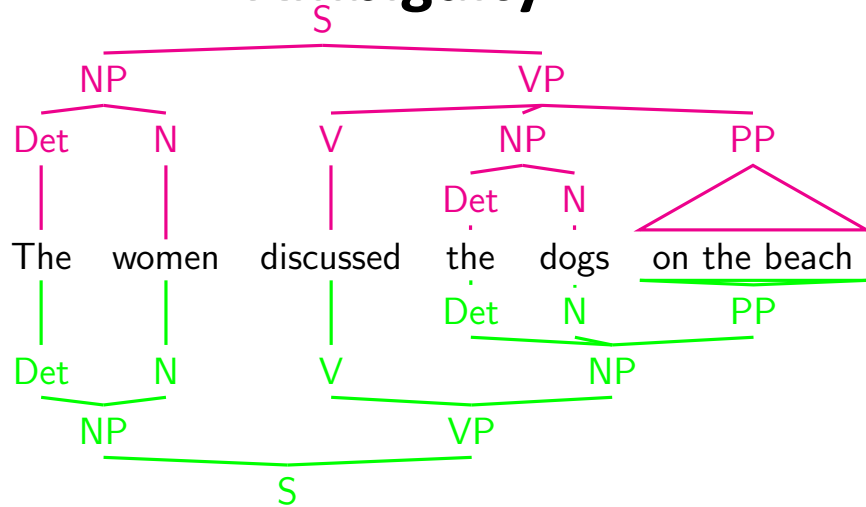 S
NP VP
Det N V NP PP
Det N
The women discussed the dogs on the beach
Det N PP
Det N V NP
NP VP
S